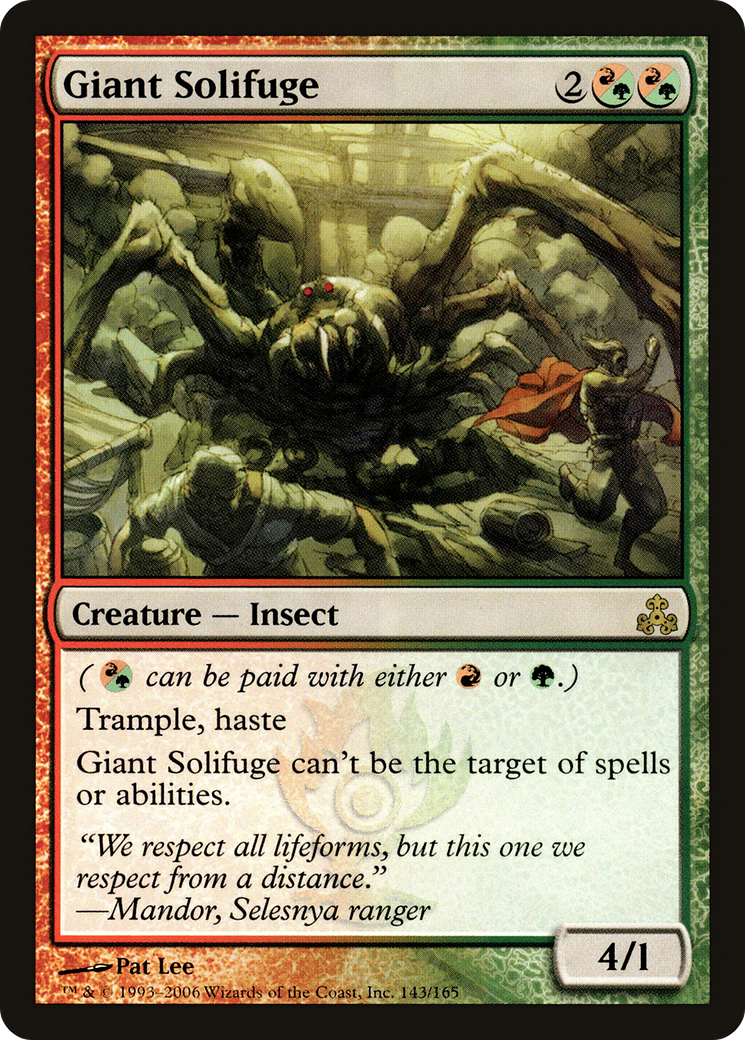 Giant Solifuge 2
Creature — Insect
( can be paid with either or .)
Trample, haste
Giant Solifuge can't be the target of spells
or abilities.
“We respect all lifeforms, but this one we
respect from a distance.”
—Mandor, Selesnya ranger
4/1
Pat Lee
™ & © 1993–2006 Wizards of the Coast, Inc. 143/165